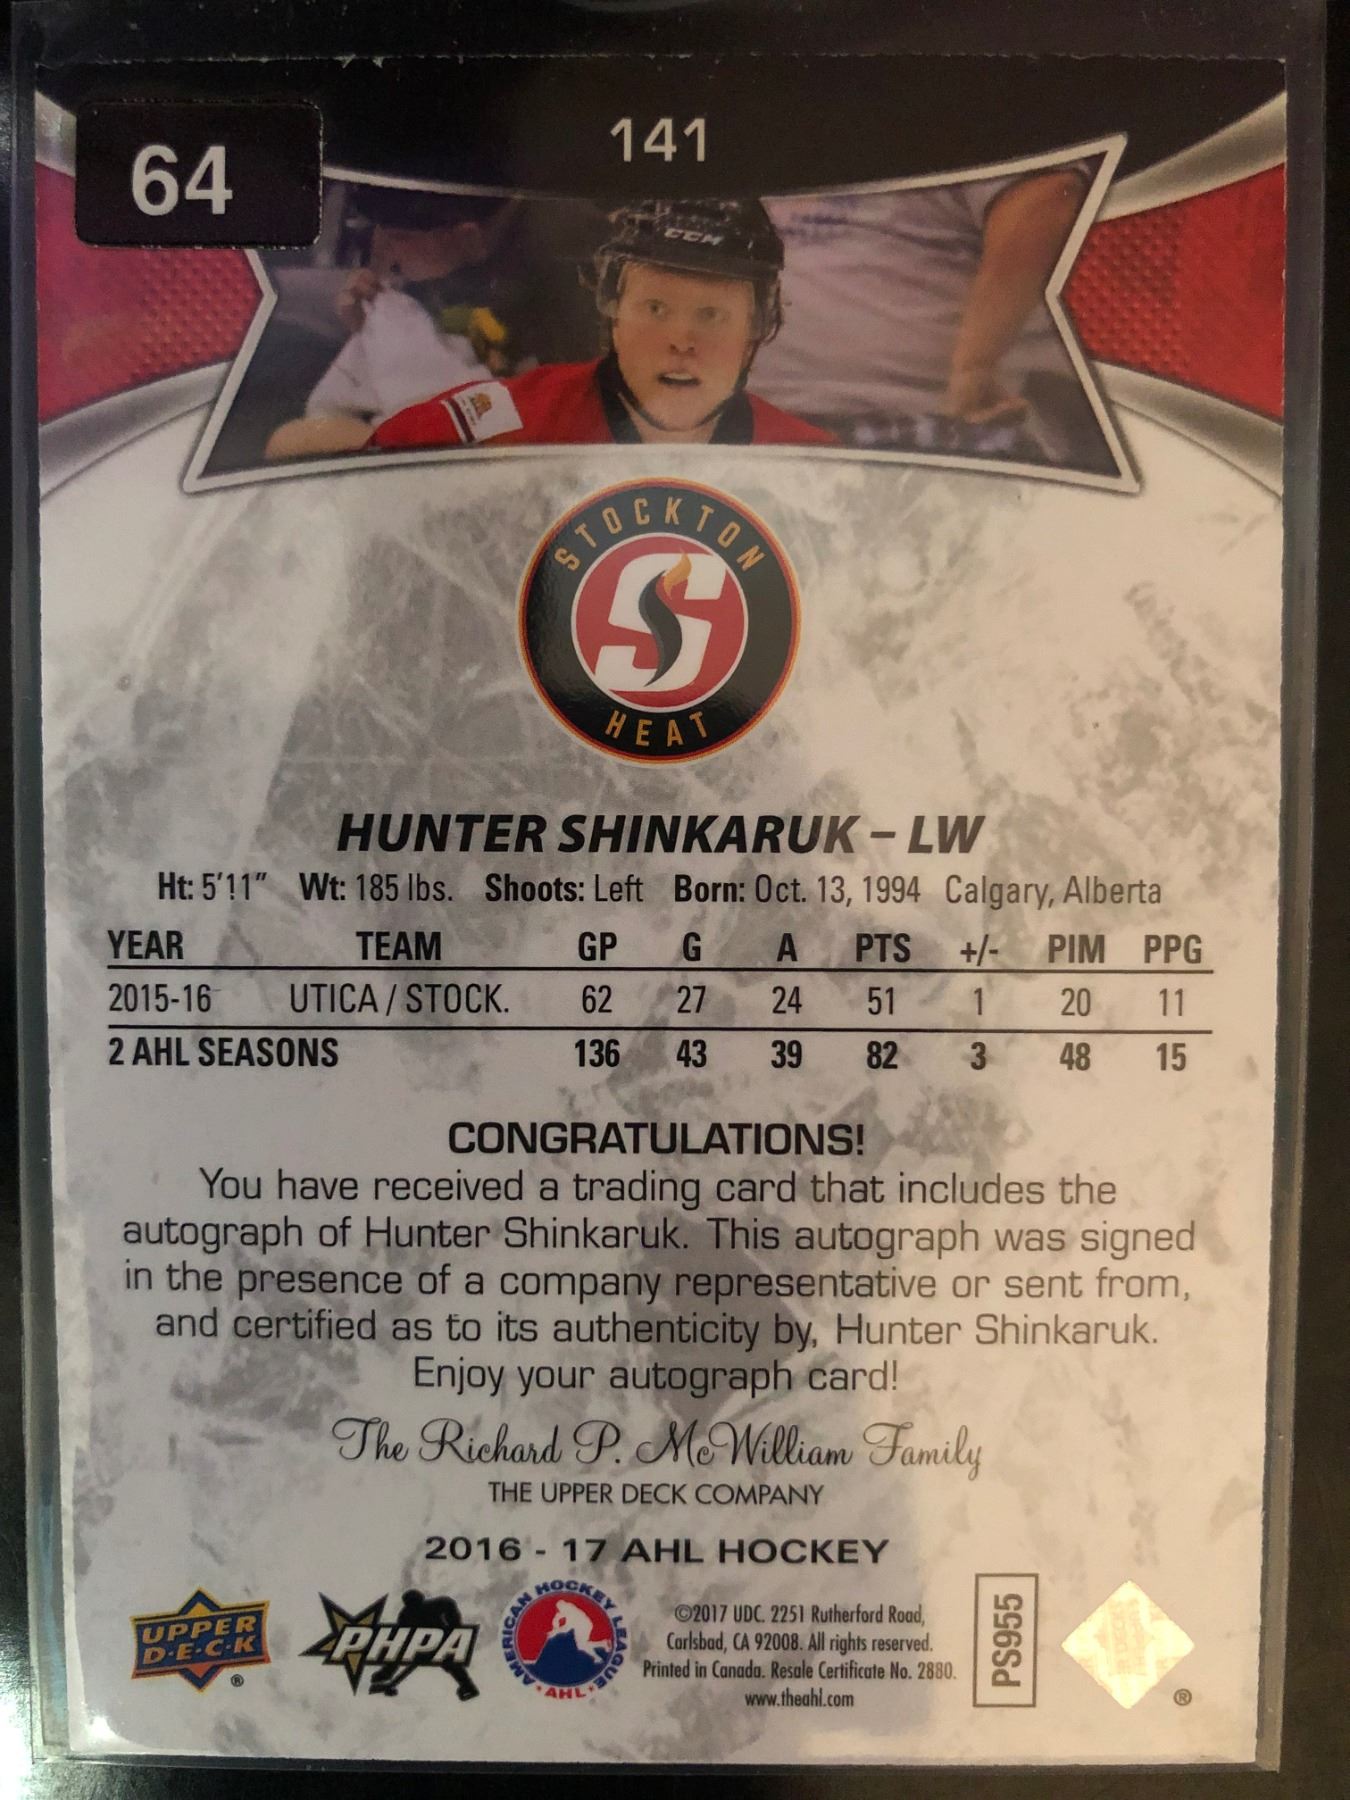 64
141
CCM
STOCKTON
S
HEAT
HUNTER SHINKARUK – LW
Ht: 5'11" Wt: 185 lbs. Shoots: Left Born: Oct. 13, 1994 Calgary, Alberta
YEAR TEAM GP G A PTS +/- PIM PPG
2015-16 UTICA / STOCK. 62 27 24 51 1 20 11
2 AHL SEASONS 136 43 39 82 3 48 15
CONGRATULATIONS!
You have received a trading card that includes the
autograph of Hunter Shinkaruk. This autograph was signed
in the presence of a company representative or sent from,
and certified as to its authenticity by, Hunter Shinkaruk.
Enjoy your autograph card!
The Richard P. McWilliam Family
THE UPPER DECK COMPANY
2016 - 17 AHL HOCKEY
UPPER
D·E·C·K
®
PHPA
AMERICAN HOCKEY LEAGUE
·AHL·
©2017 UDC. 2251 Rutherford Road,
Carlsbad, CA 92008. All rights reserved.
Printed in Canada. Resale Certificate No. 2880.
www.theahl.com
PS955
®